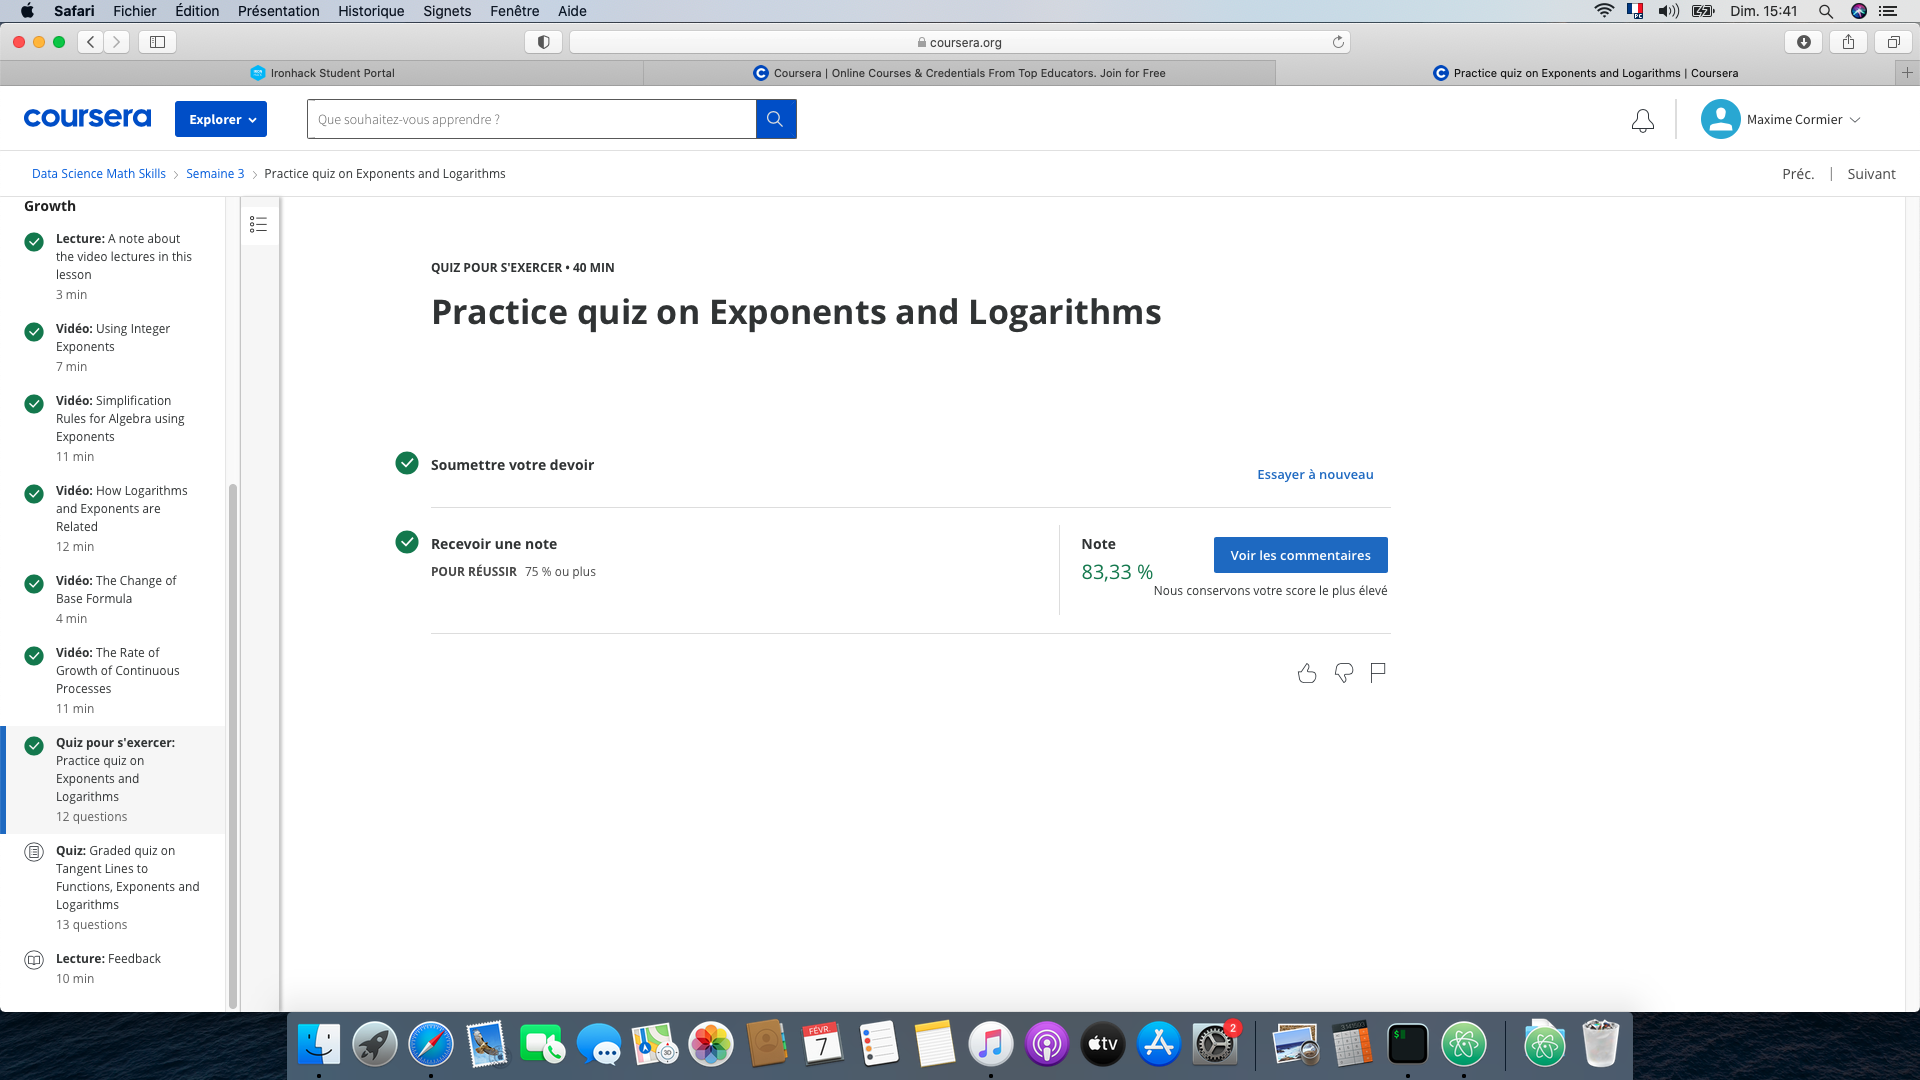 Safari Fichier Édition Présentation Historique Signets Fenêtre Aide Dim. 15:41
coursera.org
Ironhack Student Portal
Coursera | Online Courses & Credentials From Top Educators. Join for Free
Practice quiz on Exponents and Logarithms | Coursera
coursera
Explorer
Que souhaitez-vous apprendre ?
Maxime Cormier
Data Science Math Skills > Semaine 3 > Practice quiz on Exponents and Logarithms
Préc. | Suivant
Growth
Lecture: A note about
the video lectures in this
lesson
3 min
Vidéo: Using Integer
Exponents
7 min
Vidéo: Simplification
Rules for Algebra using
Exponents
11 min
Vidéo: How Logarithms
and Exponents are
Related
12 min
Vidéo: The Change of
Base Formula
4 min
Vidéo: The Rate of
Growth of Continuous
Processes
11 min
Quiz pour s'exercer:
Practice quiz on
Exponents and
Logarithms
12 questions
Quiz: Graded quiz on
Tangent Lines to
Functions, Exponents and
Logarithms
13 questions
Lecture: Feedback
10 min
QUIZ POUR S'EXERCER • 40 MIN
Practice quiz on Exponents and Logarithms
Soumettre votre devoir
Essayer à nouveau
Recevoir une note
POUR RÉUSSIR 75 % ou plus
Note
83,33 %
Voir les commentaires
Nous conservons votre score le plus élevé
FÉVR.
7
tv
2